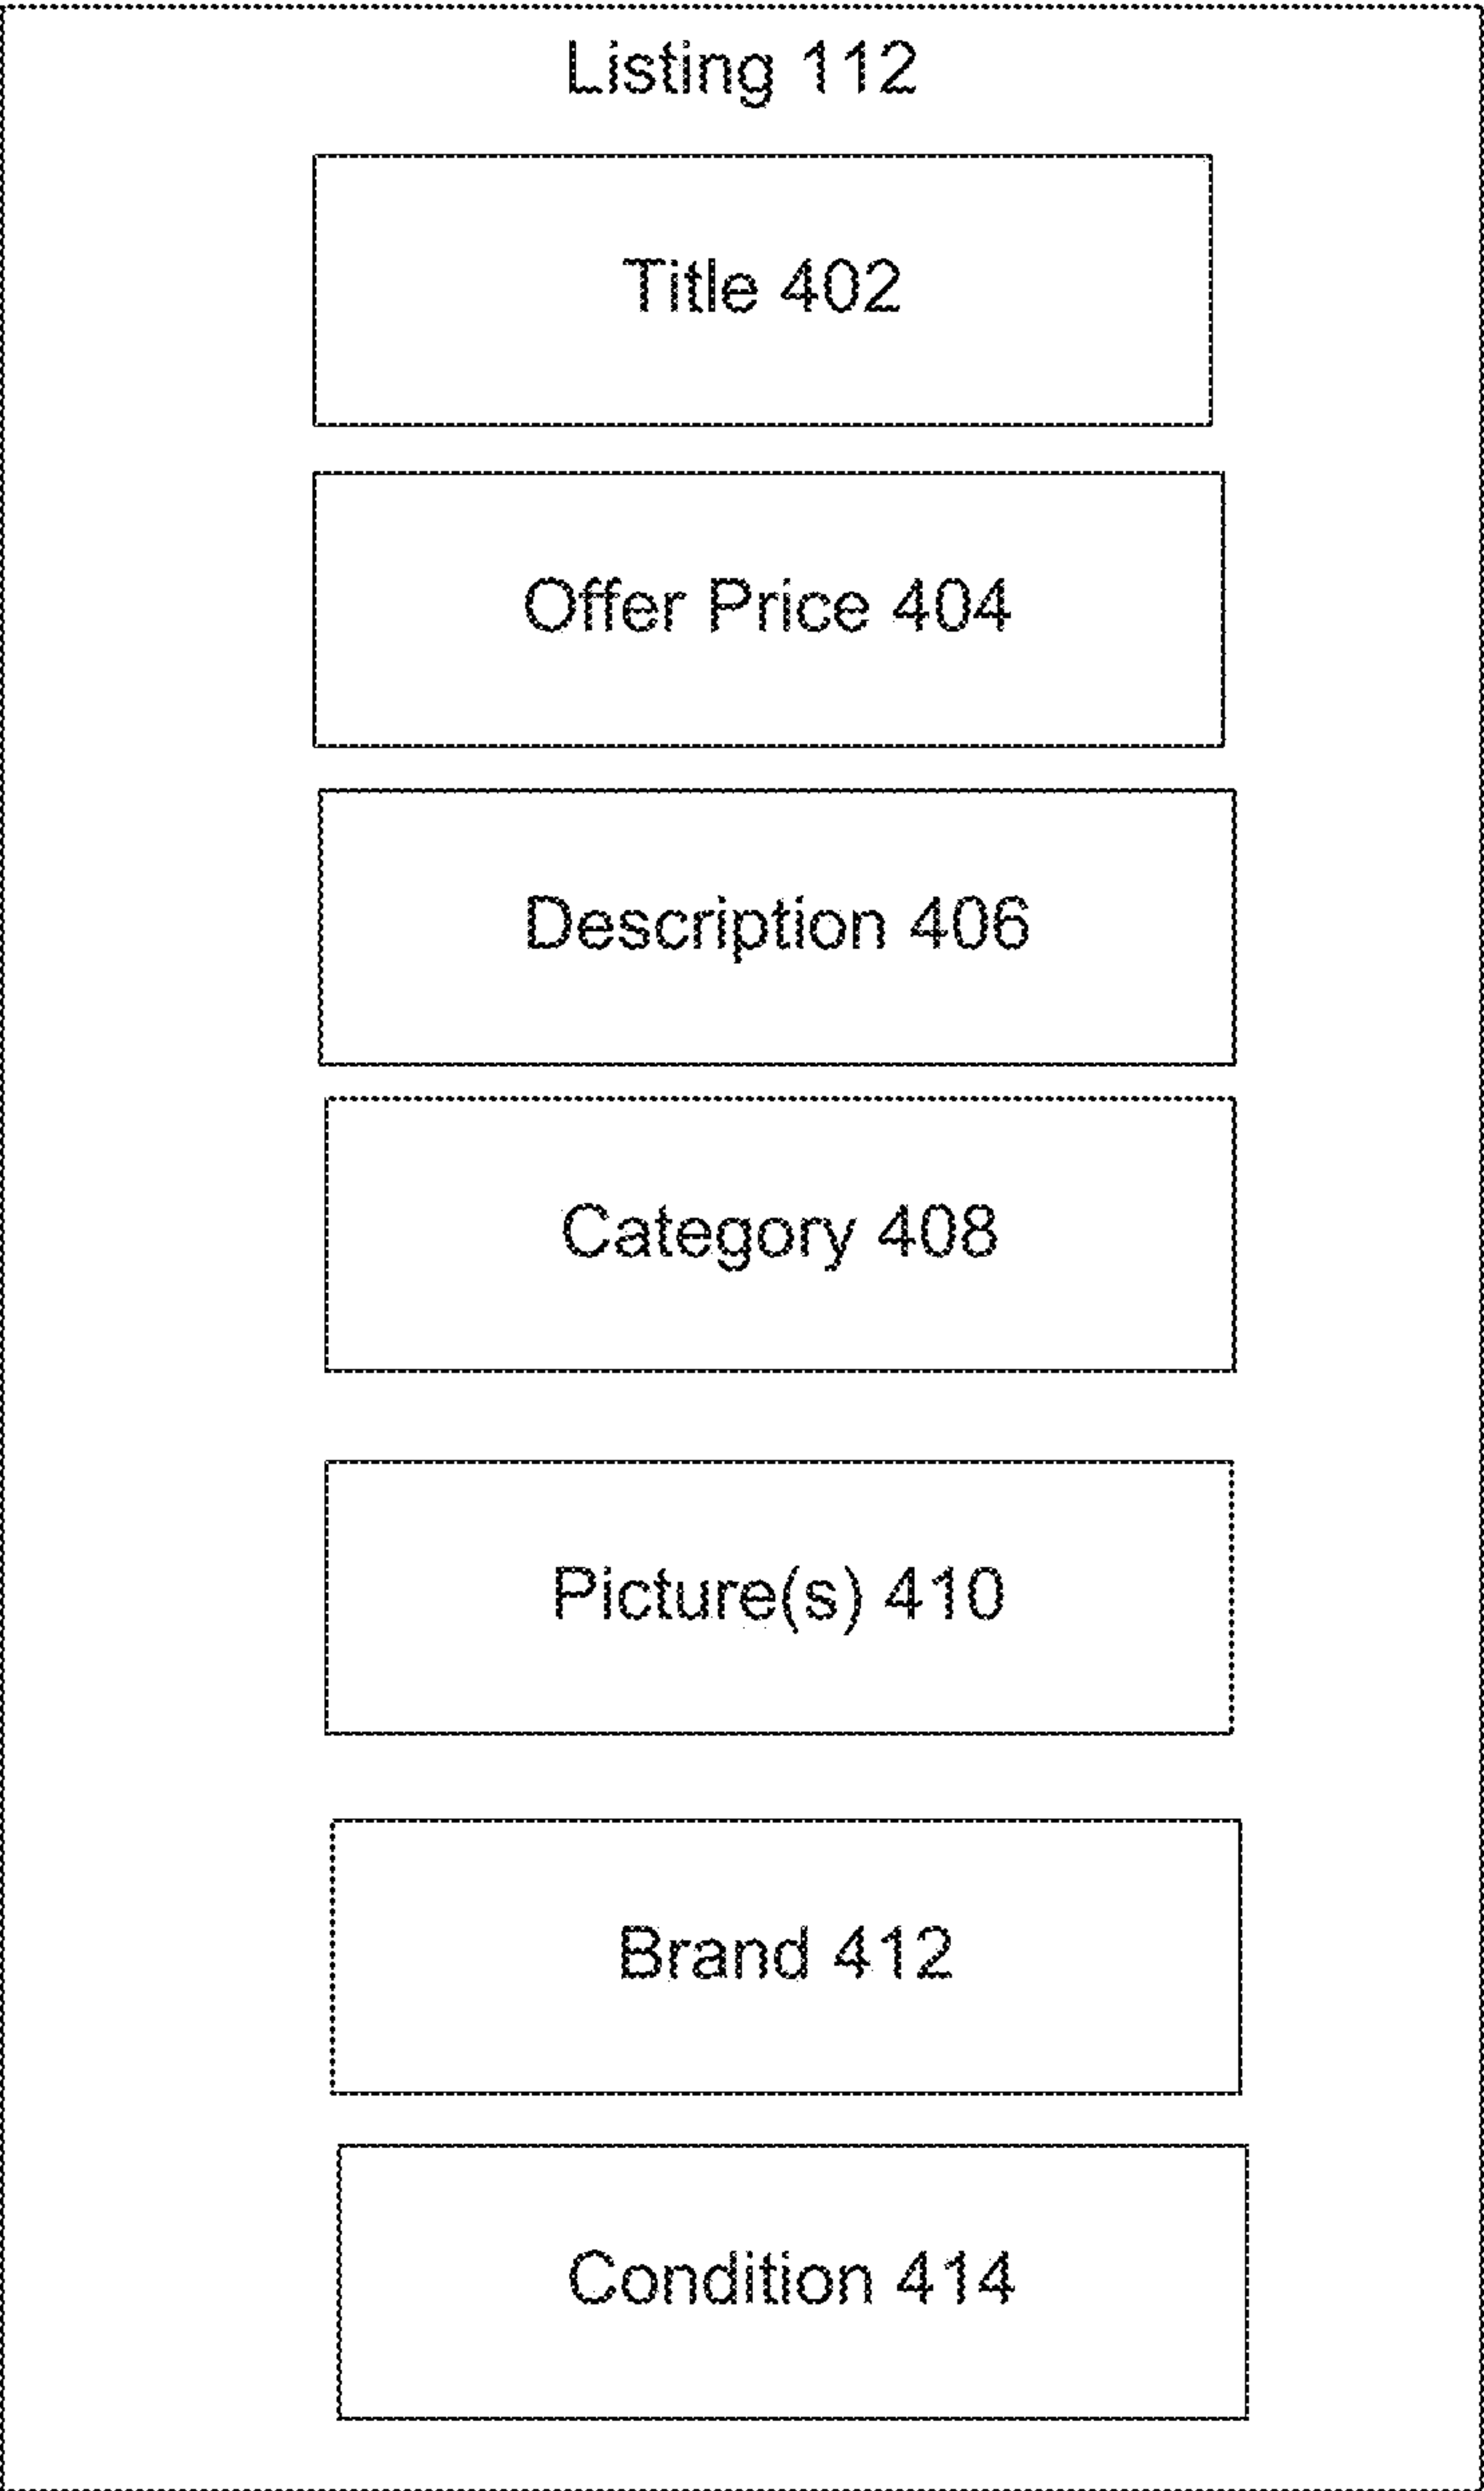 Listing 112
Title 402
Offer Price 404
Description 406
Category 408
Picture(s) 410
Brand 412
Condition 414